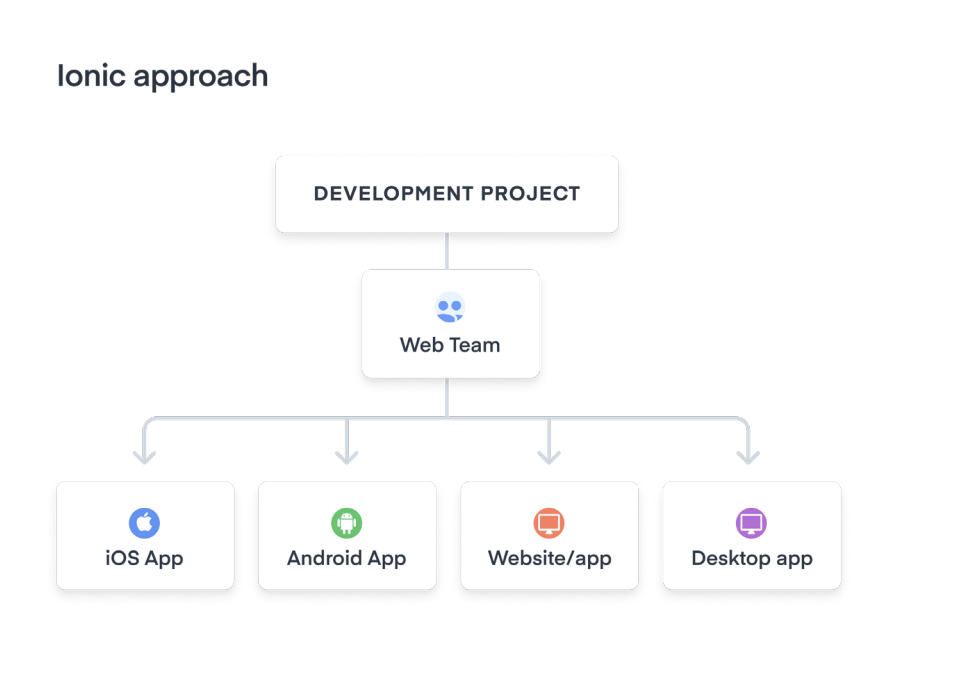 Ionic approach
DEVELOPMENT PROJECT
Web Team
iOS App
Android App
Website/app
Desktop app